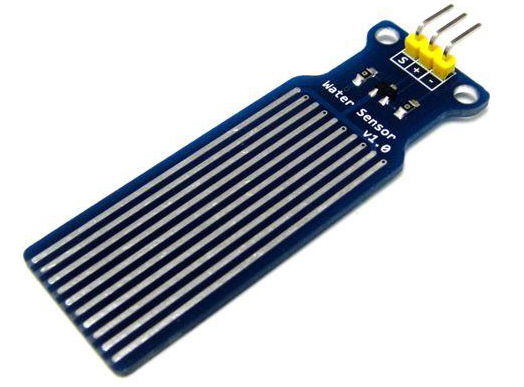 S + -
Water Sensor
v1.0